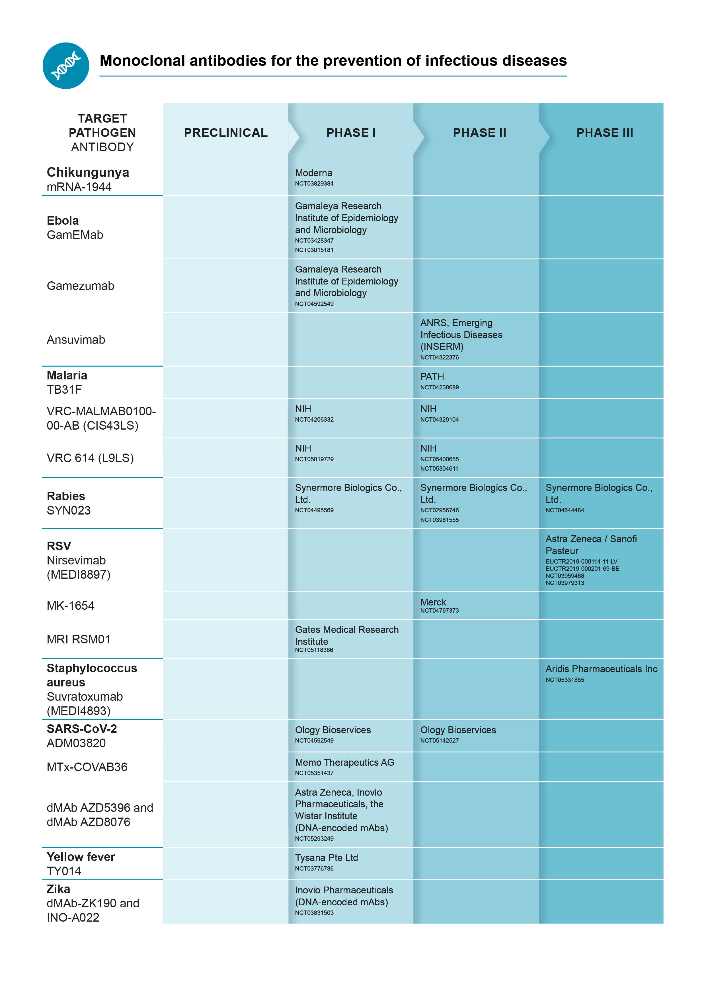 Monoclonal antibodies for the prevention of infectious diseases
TARGET
PATHOGEN
ANTIBODY
PRECLINICAL
PHASE I
PHASE II
PHASE III
Chikungunya
mRNA-1944
Moderna
NCT03829384
Ebola
GamEMab
Gamaleya Research
Institute of Epidemiology
and Microbiology
NCT03428347
NCT03015181
Gamezumab
Gamaleya Research
Institute of Epidemiology
and Microbiology
NCT04592549
Ansuvimab
ANRS, Emerging
Infectious Diseases
(INSERM)
NCT04822376
Malaria
TB31F
PATH
NCT04238689
VRC-MALMAB0100-
00-AB (CIS43LS)
NIH
NCT04206332
NIH
NCT04329104
VRC 614 (L9LS)
NIH
NCT05019729
NIH
NCT05400655
NCT05304611
Rabies
SYN023
Synermore Biologics Co.,
Ltd.
NCT04495569
Synermore Biologics Co.,
Ltd.
NCT02956746
NCT03961555
Synermore Biologics Co.,
Ltd.
NCT04644484
RSV
Nirsevimab
(MEDI8897)
Astra Zeneca / Sanofi
Pasteur
EUCTR2019-000114-11-LV
EUCTR2019-000201-69-BE
NCT03959488
NCT03979313
MK-1654
Merck
NCT04767373
MRI RSM01
Gates Medical Research
Institute
NCT05118386
Staphylococcus
aureus
Suvratoxumab
(MEDI4893)
Aridis Pharmaceuticals Inc
NCT05331885
SARS-CoV-2
ADM03820
Ology Bioservices
NCT04592549
Ology Bioservices
NCT05142527
MTx-COVAB36
Memo Therapeutics AG
NCT05351437
dMAb AZD5396 and
dMAb AZD8076
Astra Zeneca, Inovio
Pharmaceuticals, the
Wistar Institute
(DNA-encoded mAbs)
NCT05293249
Yellow fever
TY014
Tysana Pte Ltd
NCT03776786
Zika
dMAb-ZK190 and
INO-A022
Inovio Pharmaceuticals
(DNA-encoded mAbs)
NCT03831503